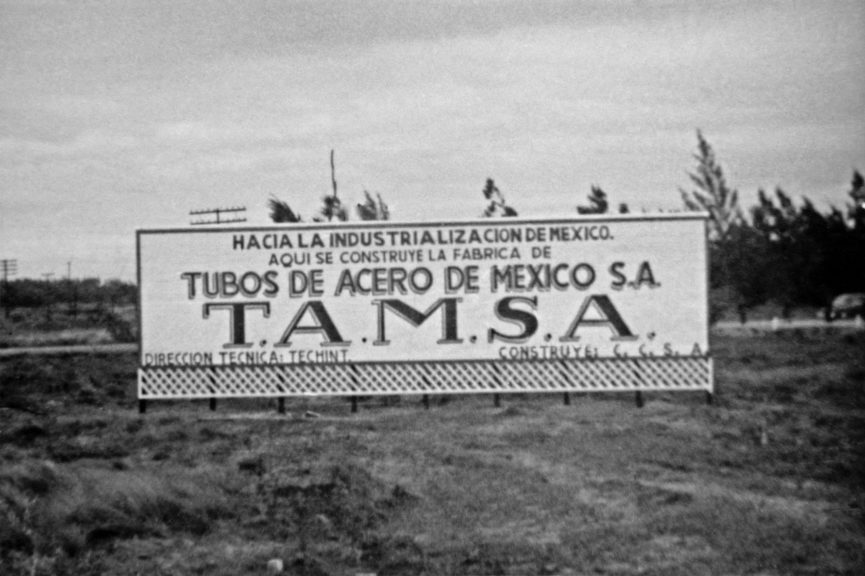 HACIA LA INDUSTRIALIZACION DE MEXICO.
AQUI SE CONSTRUYE LA FABRICA DE
TUBOS DE ACERO DE MEXICO S.A.
T.A.M.S.A.
DIRECCION TECNICA: TECHINT. CONSTRUYE: C. C. S. A.